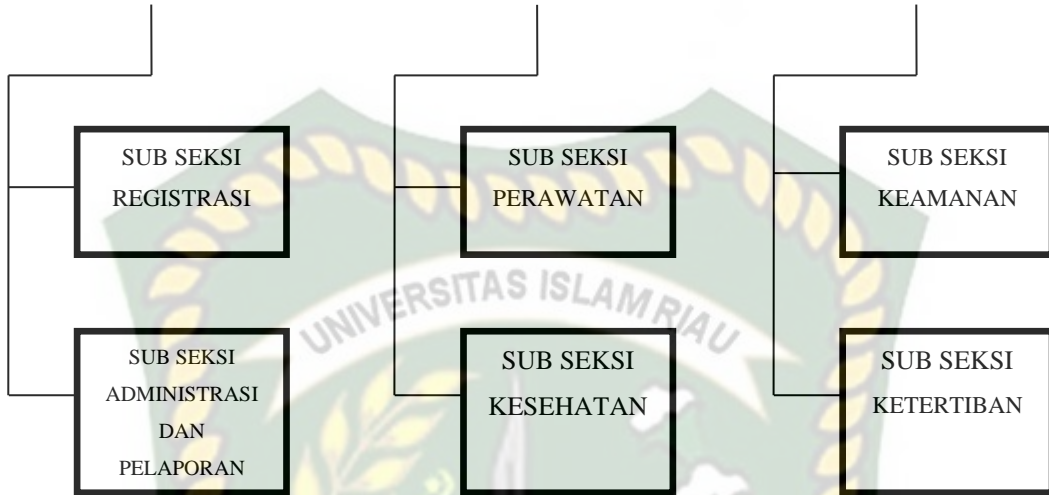 SUB SEKSI
REGISTRASI
SUB SEKSI
PERAWATAN
SUB SEKSI
KEAMANAN
UNIVERSITAS ISLAM RIAU
SUB SEKSI
ADMINISTRASI
DAN
PELAPORAN
SUB SEKSI
KESEHATAN
SUB SEKSI
KETERTIBAN